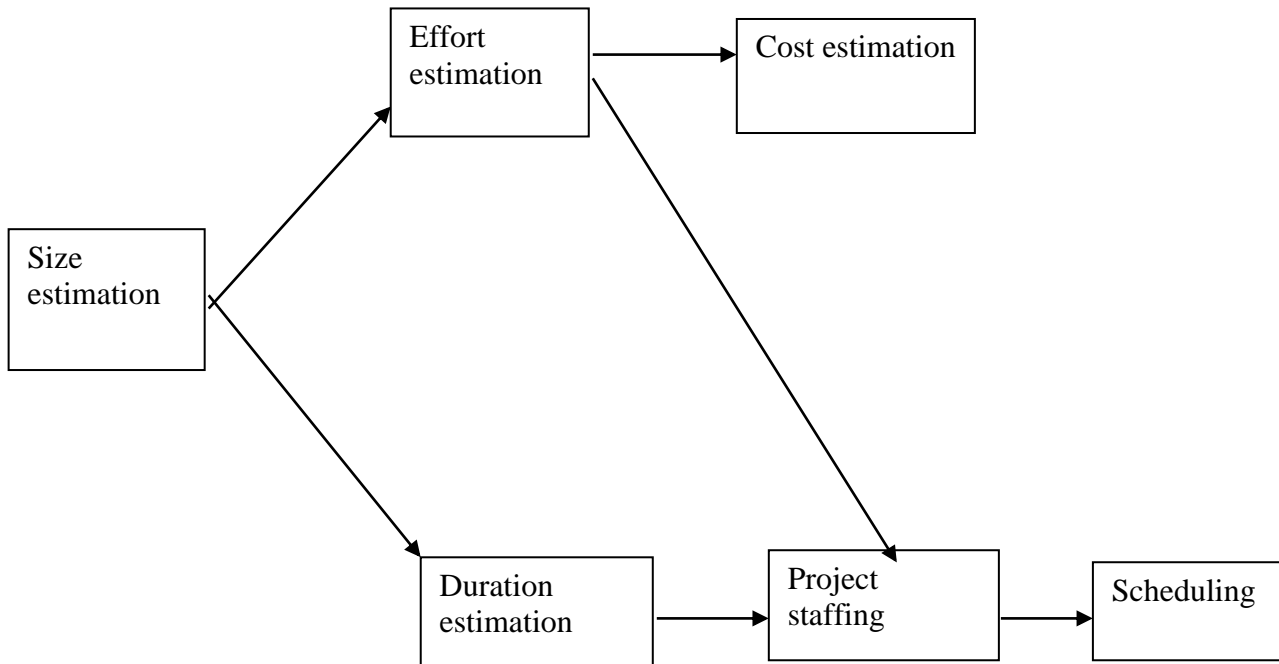 Effort
estimation
Cost estimation
Size
estimation
Duration
estimation
Project
staffing
Scheduling